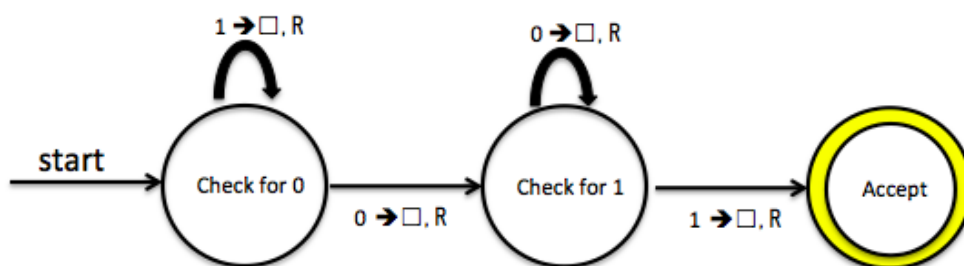 1 ➔ □, R
0 ➔ □, R
start
Check for 0
Check for 1
Accept
0 ➔ □, R
1 ➔ □, R